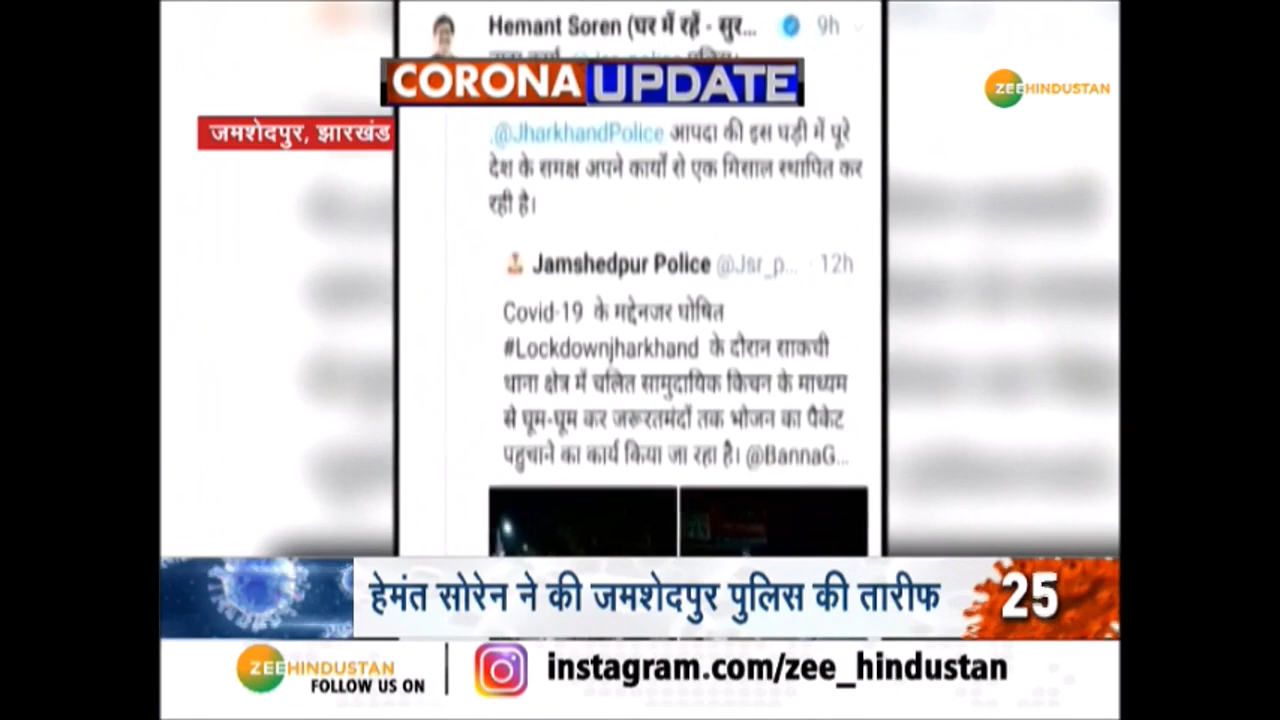 Hemant Soren (घर में रहें - सुर... 9h
CORONA UPDATE
ZEE HINDUSTAN
जमशेदपुर, झारखंड
.@JharkhandPolice आपदा की इस घड़ी में पूरे
देश के समक्ष अपने कार्यों से एक मिसाल स्थापित कर
रही है।
Jamshedpur Police @Jsr_p... · 12h
Covid-19 के मद्देनजर घोषित
#Lockdownjharkhand के दौरान साकची
थाना क्षेत्र में चलित सामुदायिक किचन के माध्यम
से घूम-घूम कर जरूरतमंदों तक भोजन का पैकेट
पहुचाने का कार्य किया जा रहा है। @BannaG...
हेमंत सोरेन ने की जमशेदपुर पुलिस की तारीफ
25
ZEE HINDUSTAN
FOLLOW US ON
instagram.com/zee_hindustan